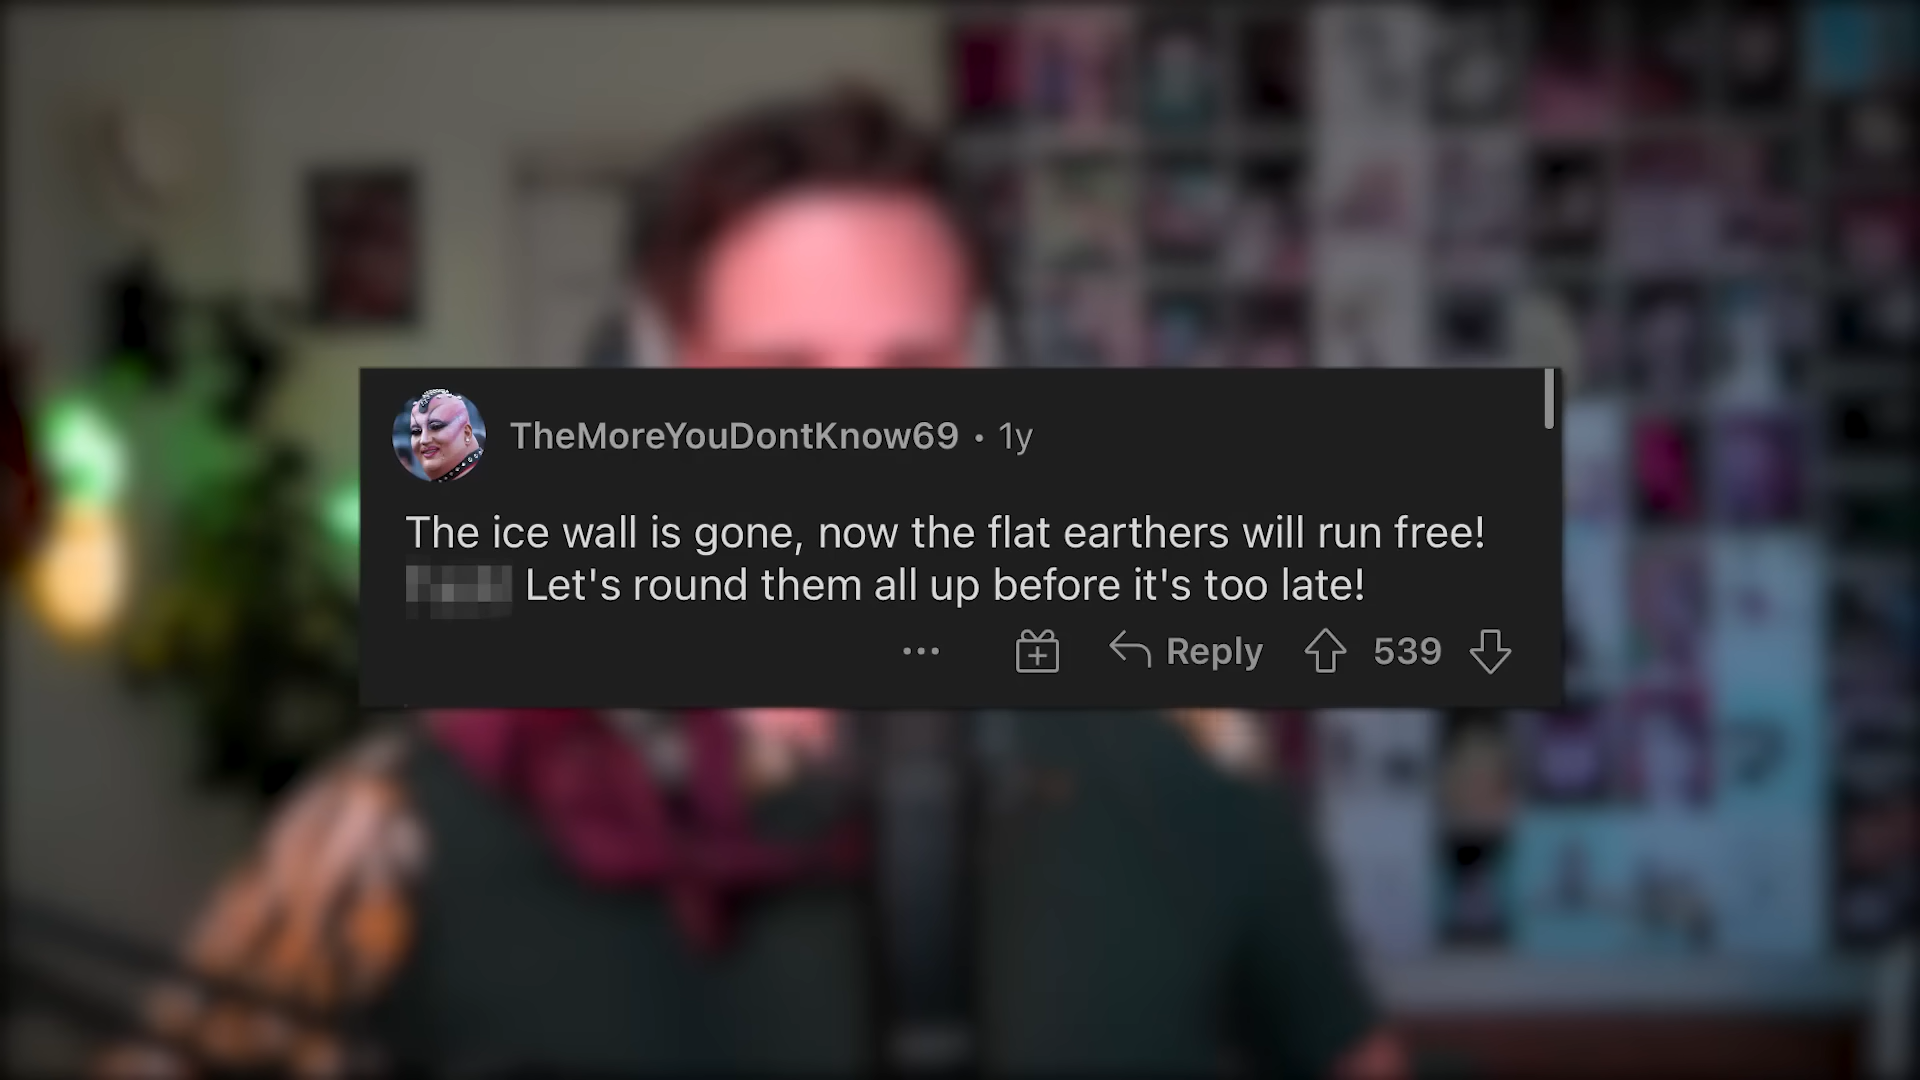 TheMoreYouDontKnow69 • 1y
The ice wall is gone, now the flat earthers will run free!
Let's round them all up before it's too late!
... Reply 539